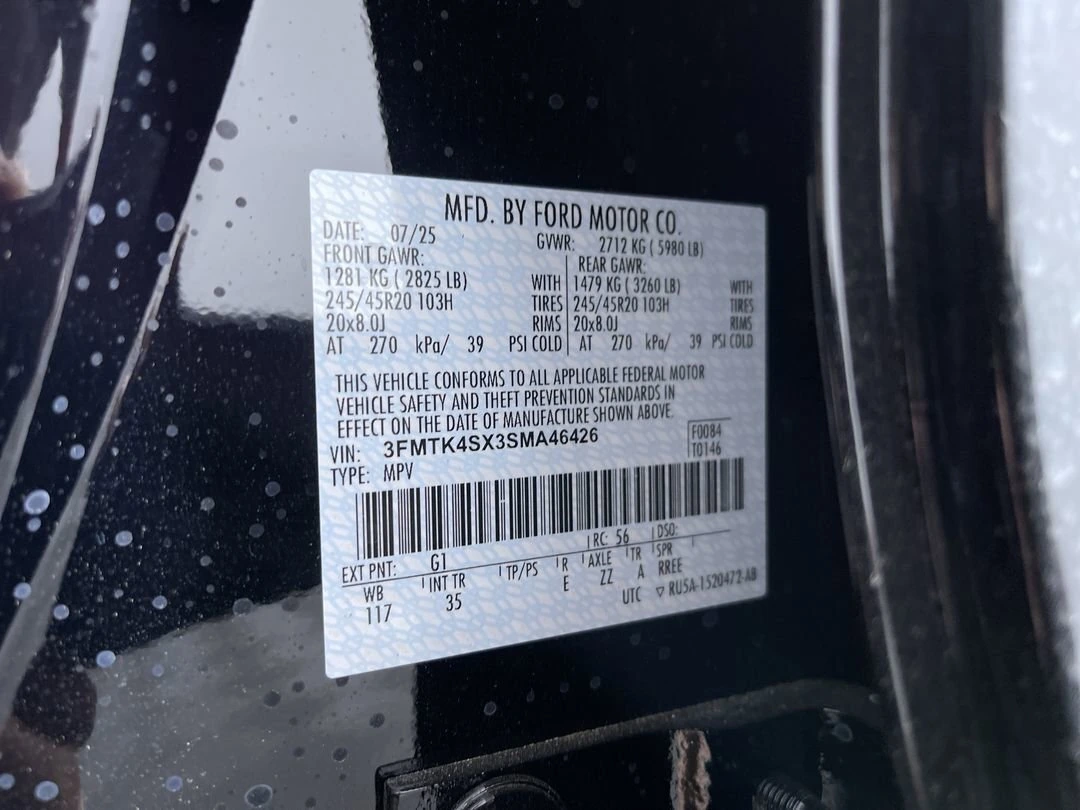 MFD. BY FORD MOTOR CO.
DATE: 07/25 GVWR: 2712 KG ( 5980 LB)
FRONT GAWR: REAR GAWR:
1281 KG ( 2825 LB) WITH 1479 KG ( 3260 LB) WITH
245/45R20 103H TIRES 245/45R20 103H TIRES
20x8.0J RIMS 20x8.0J RIMS
AT 270 kPa/ 39 PSI COLD AT 270 kPa/ 39 PSI COLD
THIS VEHICLE CONFORMS TO ALL APPLICABLE FEDERAL MOTOR
VEHICLE SAFETY AND THEFT PREVENTION STANDARDS IN
EFFECT ON THE DATE OF MANUFACTURE SHOWN ABOVE.
VIN: 3FMTK4SX3SMA46426 F0084
TYPE: MPV T0146
EXT PNT: G1 RC: 56 DSO:
WB INT TR TP/PS R AXLE TR SPR
117 35 E ZZ A RREE
UTC ▽ RU5A-1520472-AB